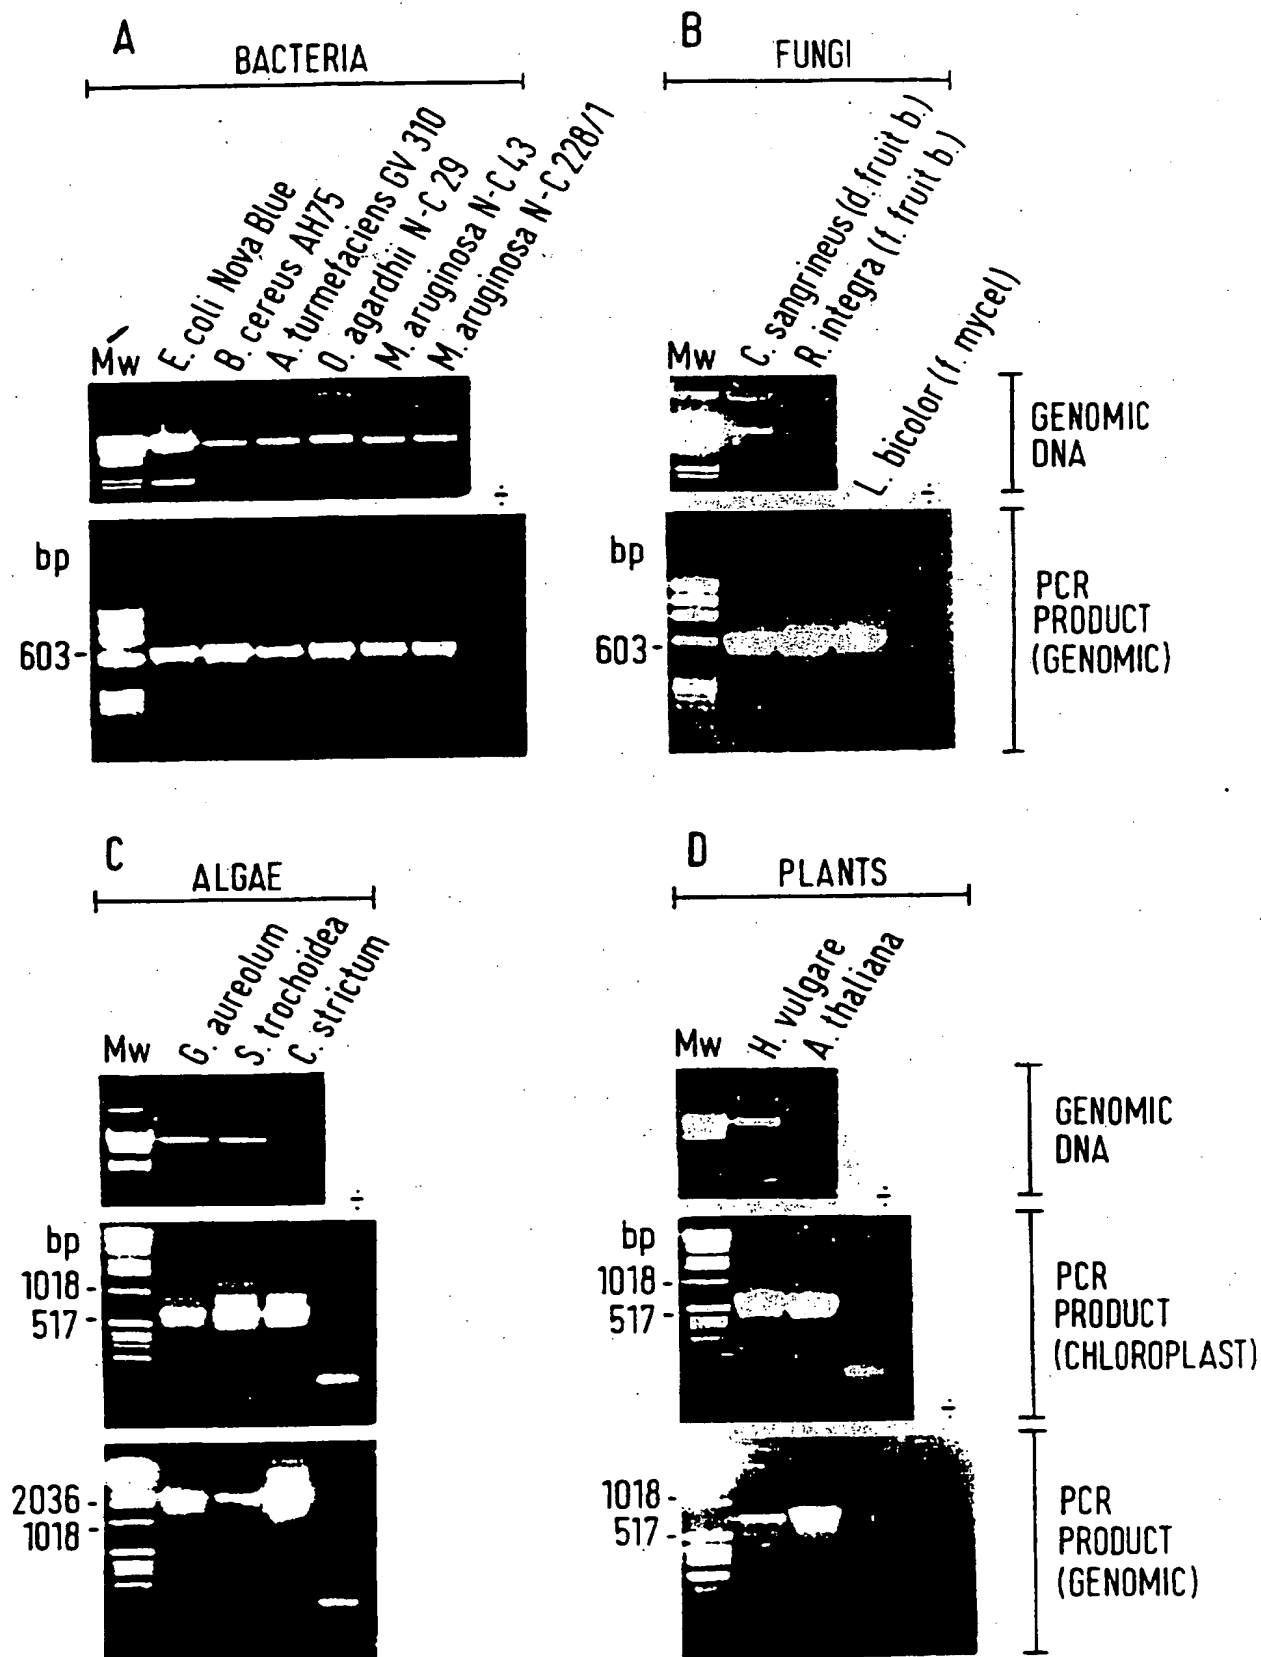 A
BACTERIA
Mw
E. coli Nova Blue
B. cereus AH75
A. turmefaciens GV 310
O. agardhii N-C 29
M. aruginosa N-C 43
M. aruginosa N-C 228/1
÷
bp
603-
B
FUNGI
Mw
C. sangrineus (d. fruit b.)
R. integra (f. fruit b.)
L. bicolor (f. mycel)
÷
bp
603-
GENOMIC
DNA
PCR
PRODUCT
(GENOMIC)
C
ALGAE
Mw
G. aureolum
S. trochoidea
C. strictum
÷
bp
1018-
517-
2036-
1018-
D
PLANTS
Mw
H. vulgare
A. thaliana
÷
bp
1018-
517-
÷
1018-
517-
GENOMIC
DNA
PCR
PRODUCT
(CHLOROPLAST)
PCR
PRODUCT
(GENOMIC)